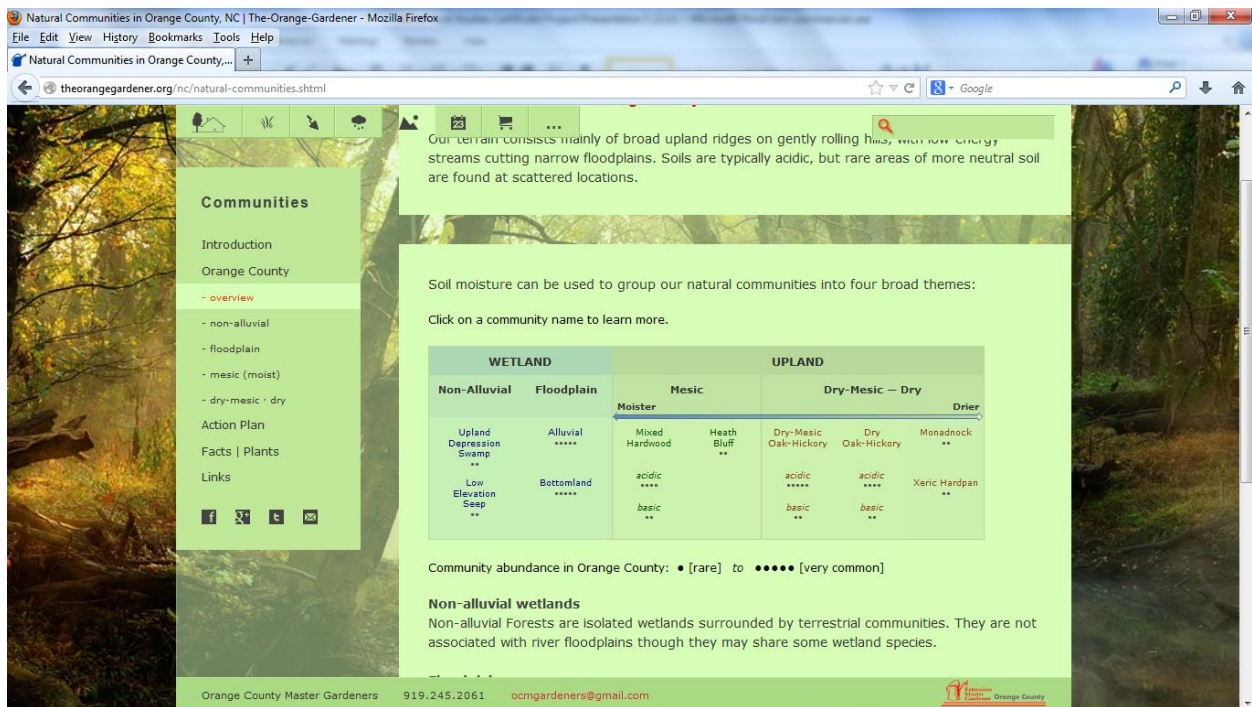 Natural Communities in Orange County, NC | The-Orange-Gardener - Mozilla Firefox
File Edit View History Bookmarks Tools Help
Natural Communities in Orange County,... +
theorangegardener.org/nc/natural-communities.shtml
Google
23
...
Our terrain consists mainly of broad upland ridges on gently rolling hills, with low energy
streams cutting narrow floodplains. Soils are typically acidic, but rare areas of more neutral soil
are found at scattered locations.
Communities
Introduction
Orange County
- overview
- non-alluvial
- floodplain
- mesic (moist)
- dry-mesic · dry
Action Plan
Facts | Plants
Links
Soil moisture can be used to group our natural communities into four broad themes:
Click on a community name to learn more.
WETLAND UPLAND
Non-Alluvial Floodplain Mesic Dry-Mesic — Dry
Moister Drier
Upland Depression Swamp
••
Alluvial
•••••
Mixed Hardwood
Heath Bluff
••
Dry-Mesic Oak-Hickory
Dry Oak-Hickory
Monadnock
••
Low Elevation Seep
••
Bottomland
•••••
acidic
••••
acidic
•••••
acidic
••••
Xeric Hardpan
••
basic
••
basic
••
basic
••
Community abundance in Orange County: ● [rare] to ●●●●● [very common]
Non-alluvial wetlands
Non-alluvial Forests are isolated wetlands surrounded by terrestrial communities. They are not
associated with river floodplains though they may share some wetland species.
Orange County Master Gardeners 919.245.2061 ocmgardeners@gmail.com
Extension
Master
Gardener Orange County